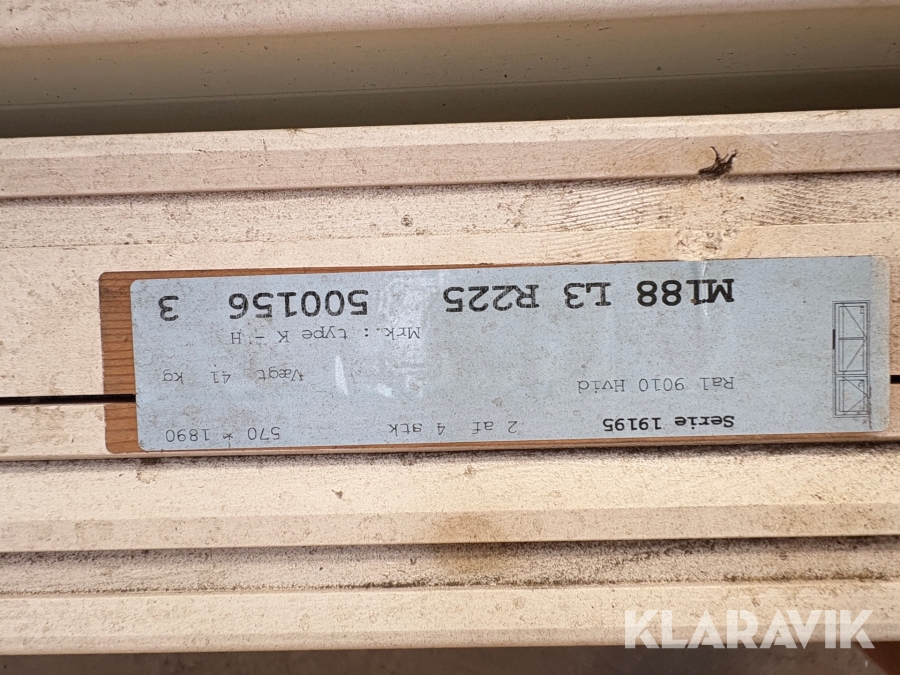 Serie 19195 2 af 4 stk 570 * 1890
Ral 9010 Hvid Vægt 41 kg
Mrk.: type K - H
M188 L3 R225 500156 3
KLARAVIK